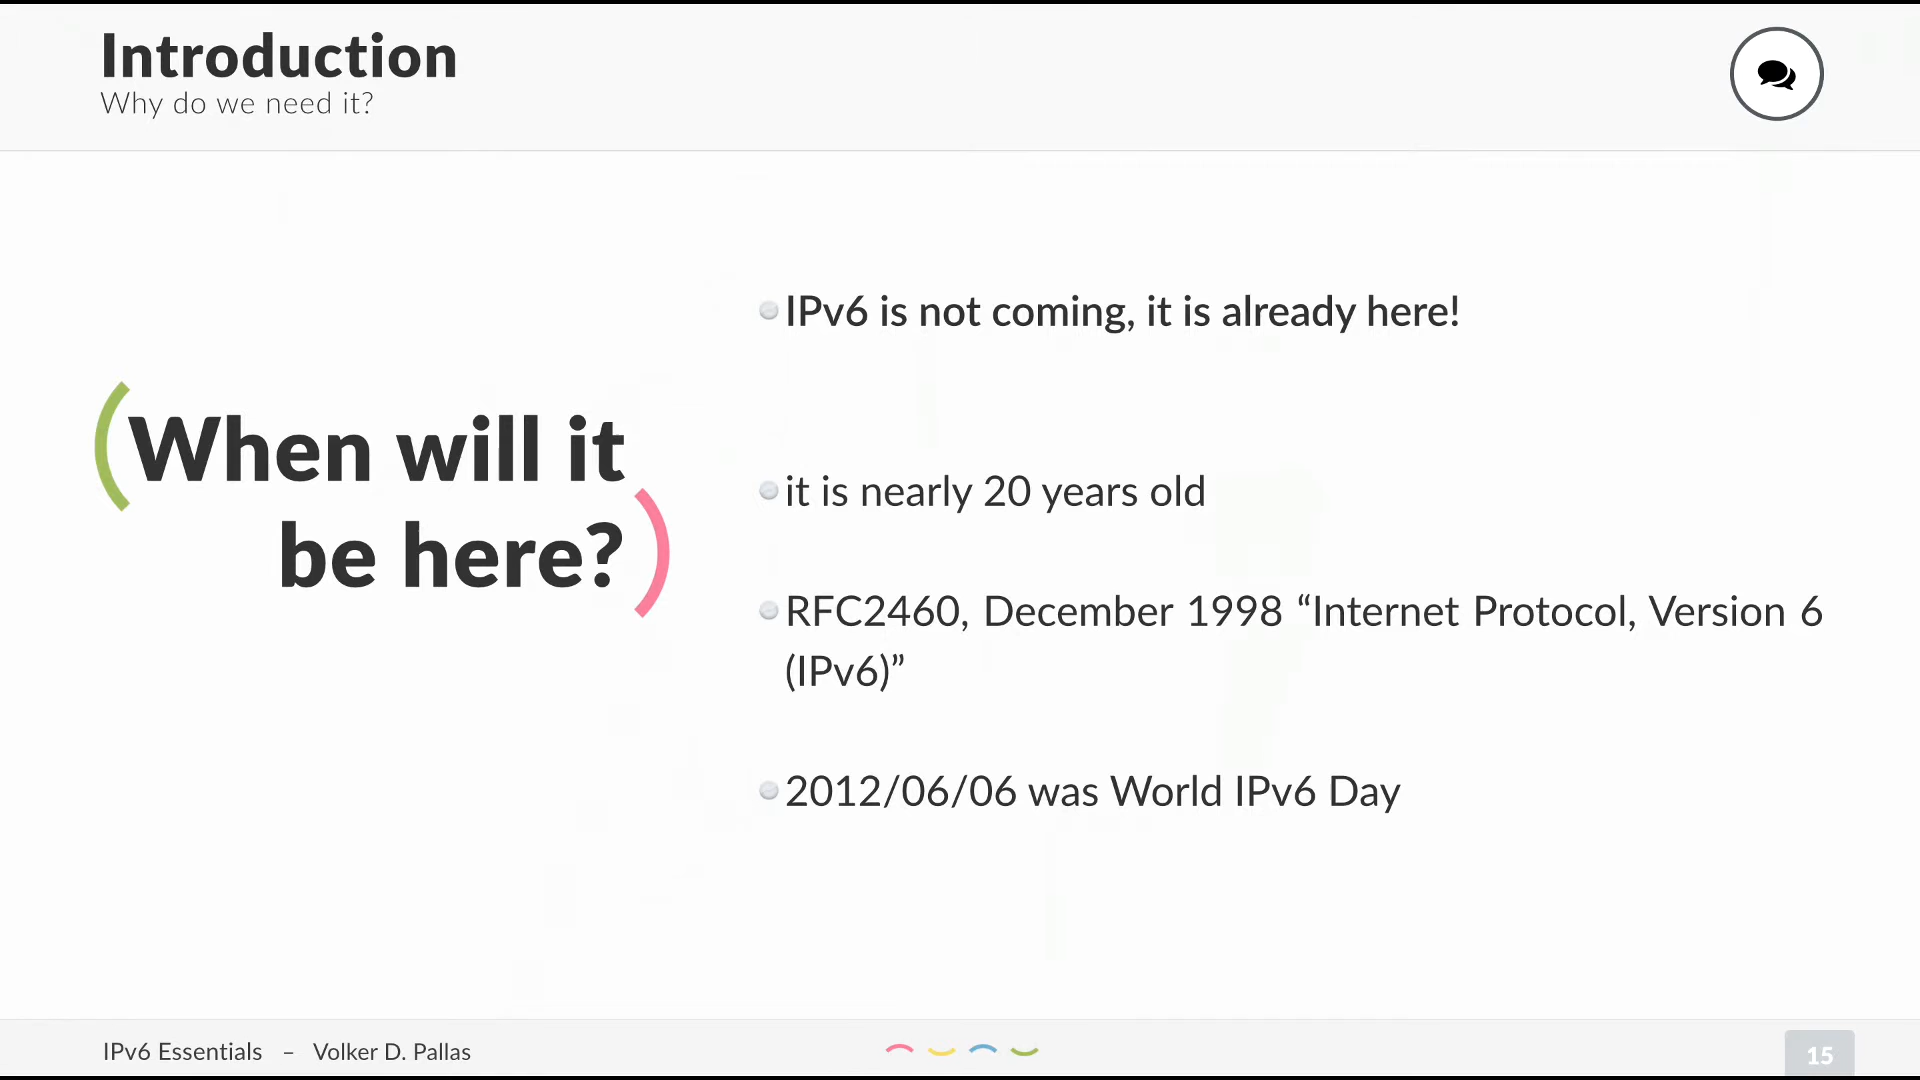 Introduction
Why do we need it?
When will it
be here?
IPv6 is not coming, it is already here!
it is nearly 20 years old
RFC2460, December 1998 “Internet Protocol, Version 6
(IPv6)”
2012/06/06 was World IPv6 Day
IPv6 Essentials – Volker D. Pallas
15